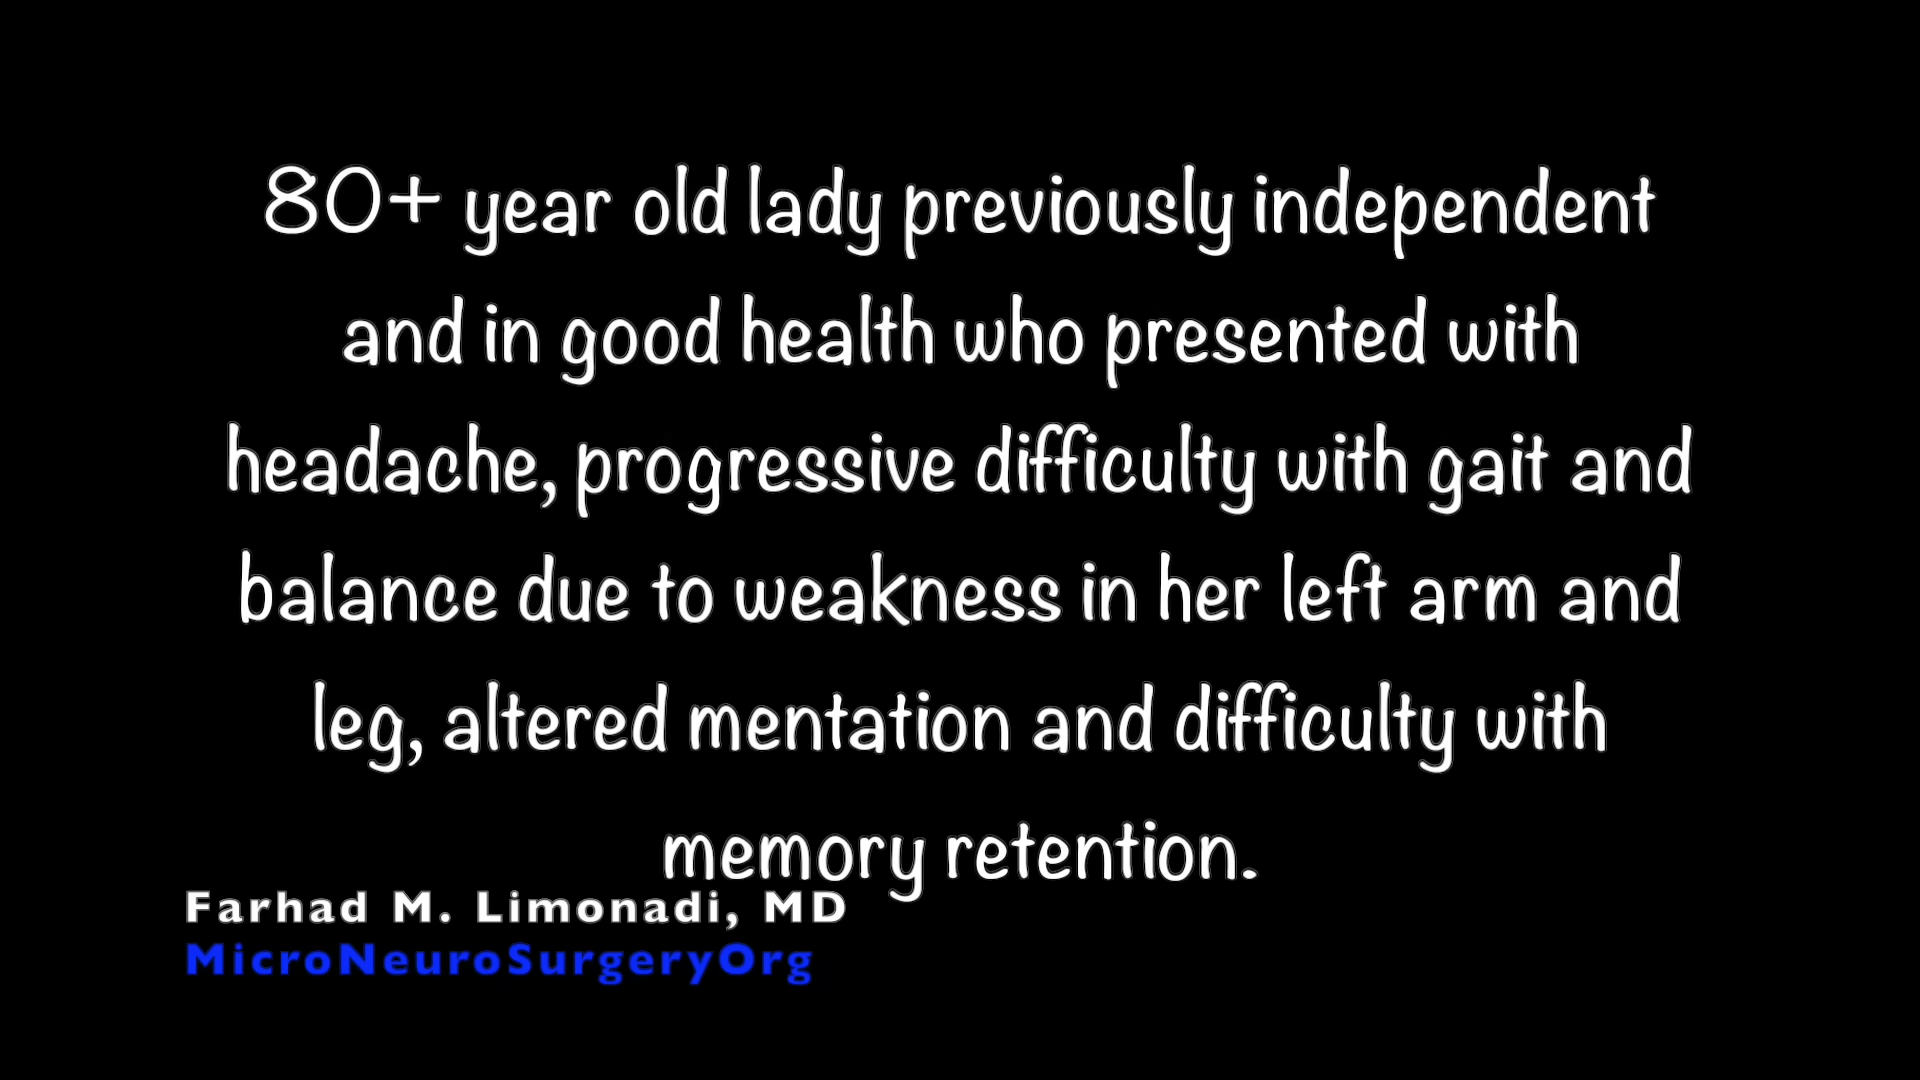 80+ year old lady previously independent
and in good health who presented with
headache, progressive difficulty with gait and
balance due to weakness in her left arm and
leg, altered mentation and difficulty with
memory retention.
Farhad M. Limonadi, MD
MicroNeuroSurgeryOrg